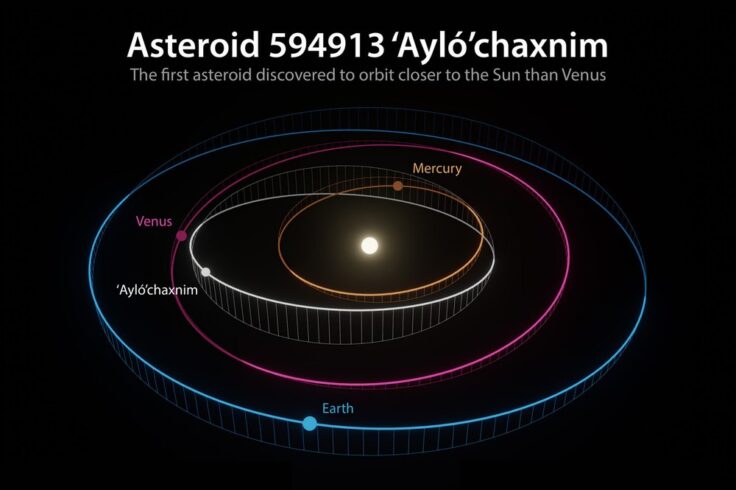 Asteroid 594913 ‘Ayló’chaxnim
The first asteroid discovered to orbit closer to the Sun than Venus
Mercury
Venus
‘Ayló’chaxnim
Earth